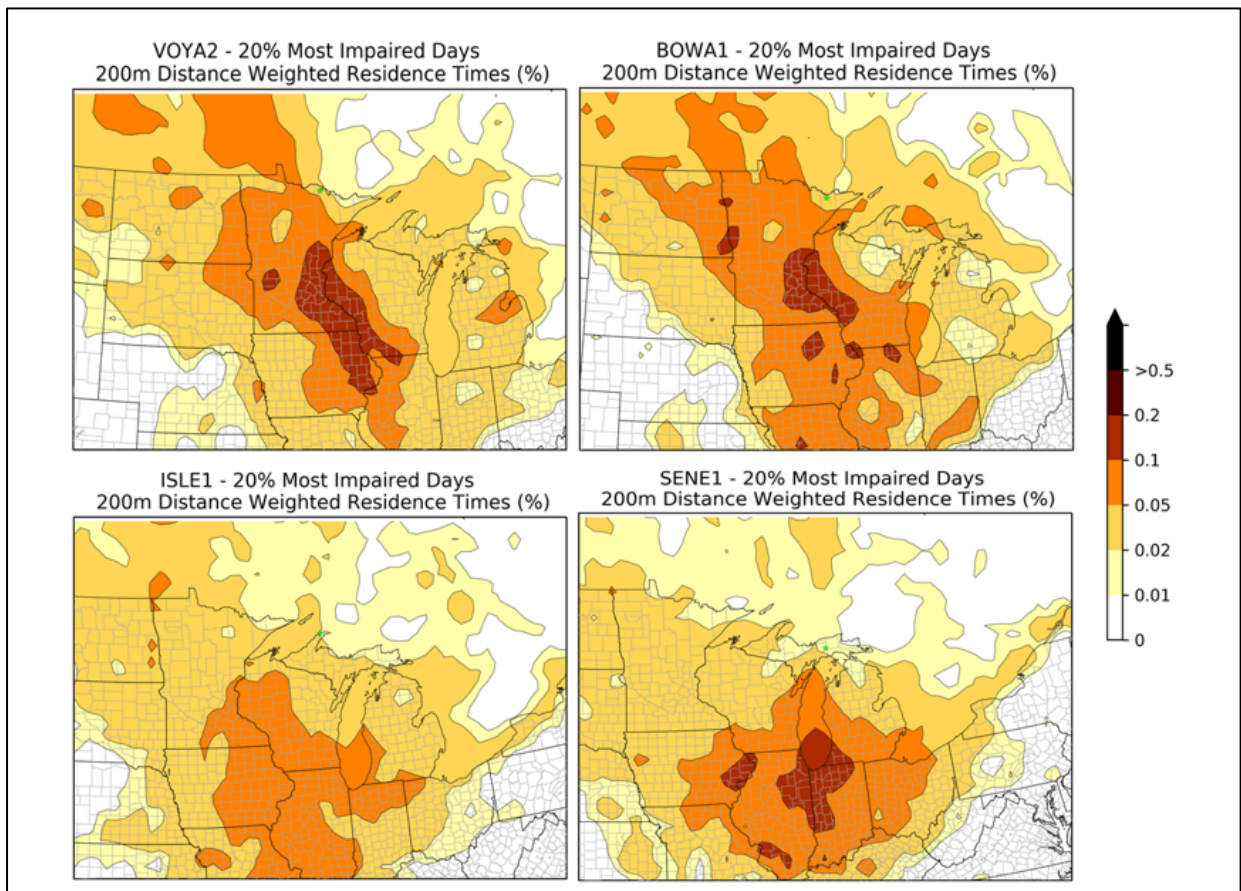 VOYA2 - 20% Most Impaired Days
200m Distance Weighted Residence Times (%)
BOWA1 - 20% Most Impaired Days
200m Distance Weighted Residence Times (%)
ISLE1 - 20% Most Impaired Days
200m Distance Weighted Residence Times (%)
SENE1 - 20% Most Impaired Days
200m Distance Weighted Residence Times (%)
>0.5
0.2
0.1
0.05
0.02
0.01
0